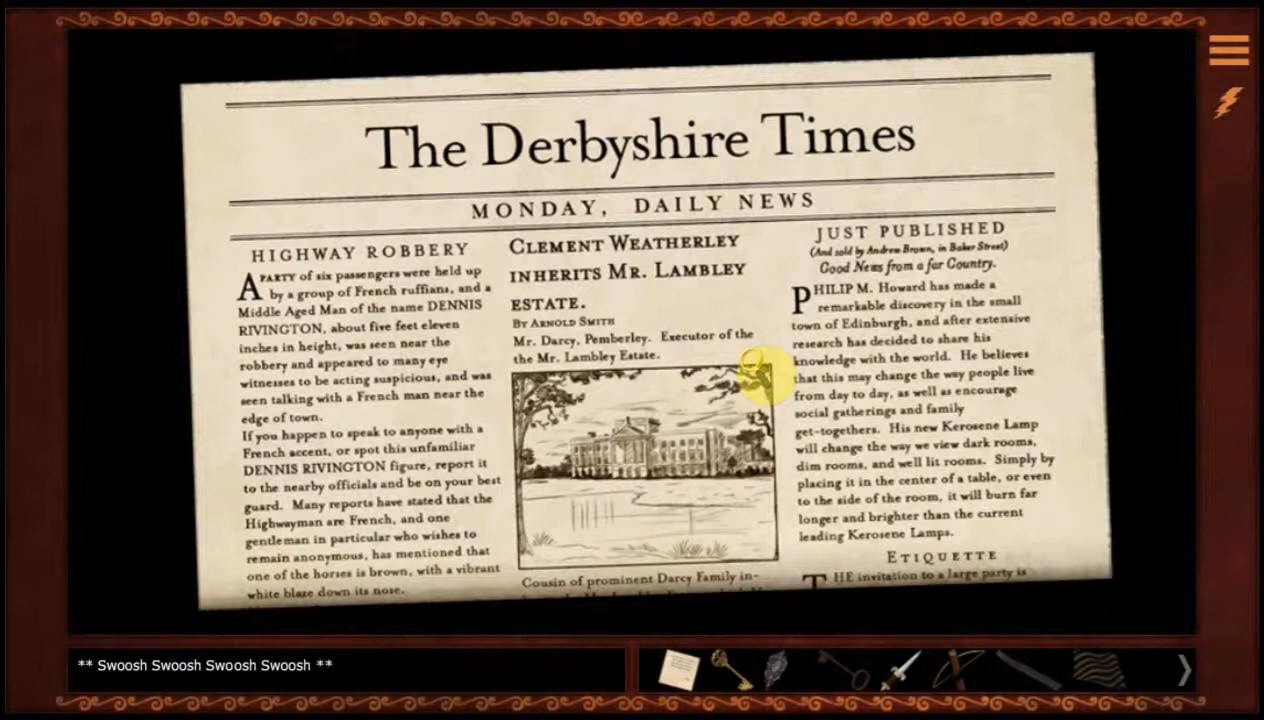 The Derbyshire Times
MONDAY, DAILY NEWS
HIGHWAY ROBBERY
A PARTY of six passengers were held up
by a group of French ruffians, and a
Middle Aged Man of the name DENNIS
RIVINGTON, about five feet eleven
inches in height, was seen near the
robbery and appeared to many eye
witnesses to be acting suspicious, and was
seen talking with a French man near the
edge of town.
If you happen to speak to anyone with a
French accent, or spot this unfamiliar
DENNIS RIVINGTON figure, report it
to the nearby officials and be on your best
guard. Many reports have stated that the
Highwayman are French, and one
gentleman in particular who wishes to
remain anonymous, has mentioned that
one of the horses is brown, with a vibrant
white blaze down its nose.
CLEMENT WEATHERLEY
INHERITS MR. LAMBLEY
ESTATE.
BY ARNOLD SMITH
Mr. Darcy, Pemberley. Executor of the
the Mr. Lambley Estate.
Cousin of prominent Darcy Family in-
JUST PUBLISHED
(And sold by Andrew Brown, in Baker Street)
Good News from a far Country.
PHILIP M. Howard has made a
remarkable discovery in the small
town of Edinburgh, and after extensive
research has decided to share his
knowledge with the world. He believes
that this may change the way people live
from day to day, as well as encourage
social gatherings and family
get-togethers. His new Kerosene Lamp
will change the way we view dark rooms,
dim rooms, and well lit rooms. Simply by
placing it in the center of a table, or even
to the side of the room, it will burn far
longer and brighter than the current
leading Kerosene Lamps.
ETIQUETTE
THE invitation to a large party is
** Swoosh Swoosh Swoosh Swoosh **